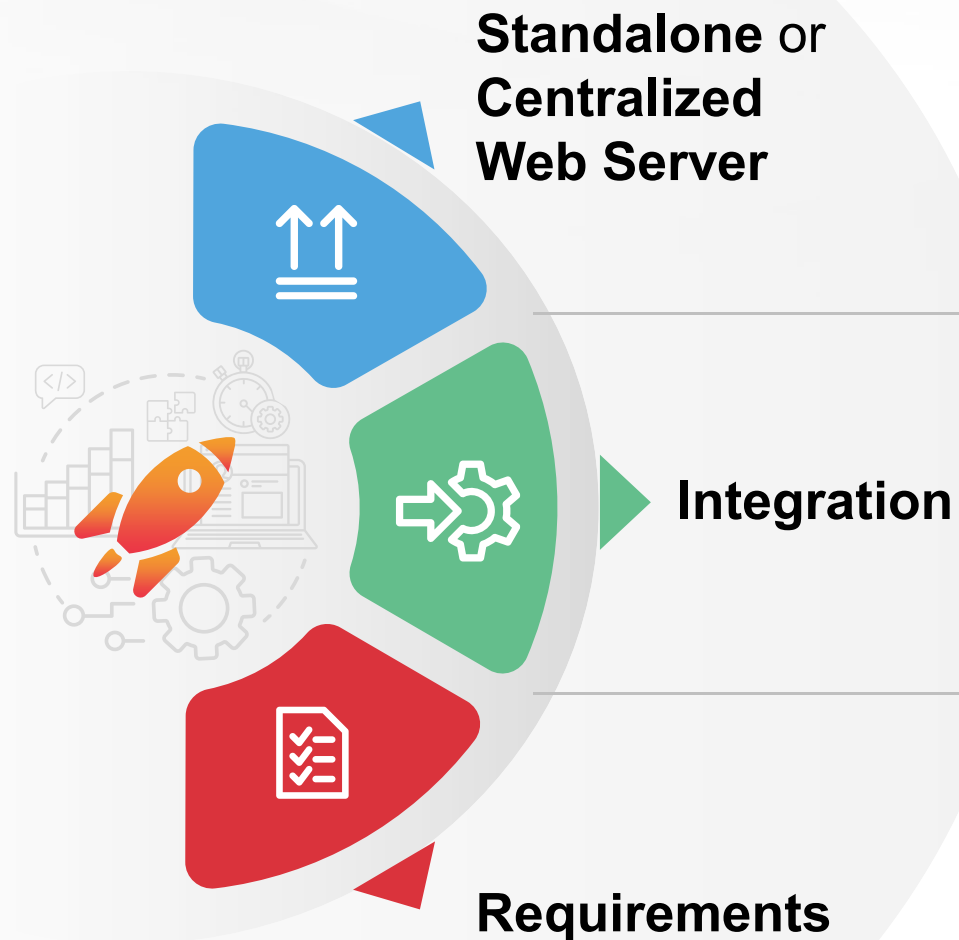 Standalone or
Centralized
Web Server
</>
Integration
Requirements